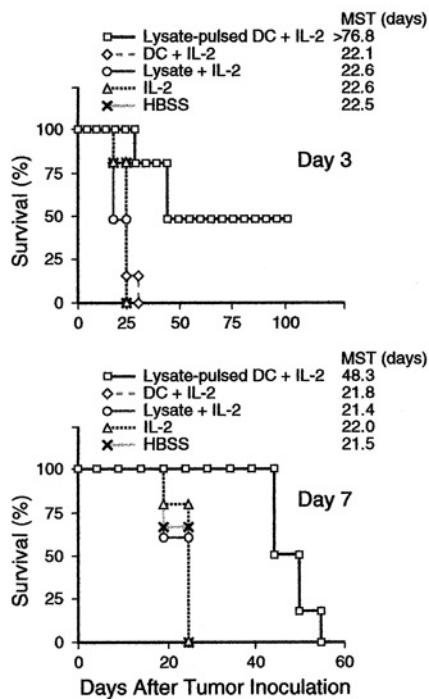 MST (days)
Lysate-pulsed DC + IL-2 >76.8
DC + IL-2 22.1
Lysate + IL-2 22.6
IL-2 22.6
HBSS 22.5
Survival (%)
100
75
50
25
0
Day 3
0 25 50 75 100
MST (days)
Lysate-pulsed DC + IL-2 48.3
DC + IL-2 21.8
Lysate + IL-2 21.4
IL-2 22.0
HBSS 21.5
Survival (%)
100
75
50
25
0
Day 7
0 20 40 60
Days After Tumor Inoculation